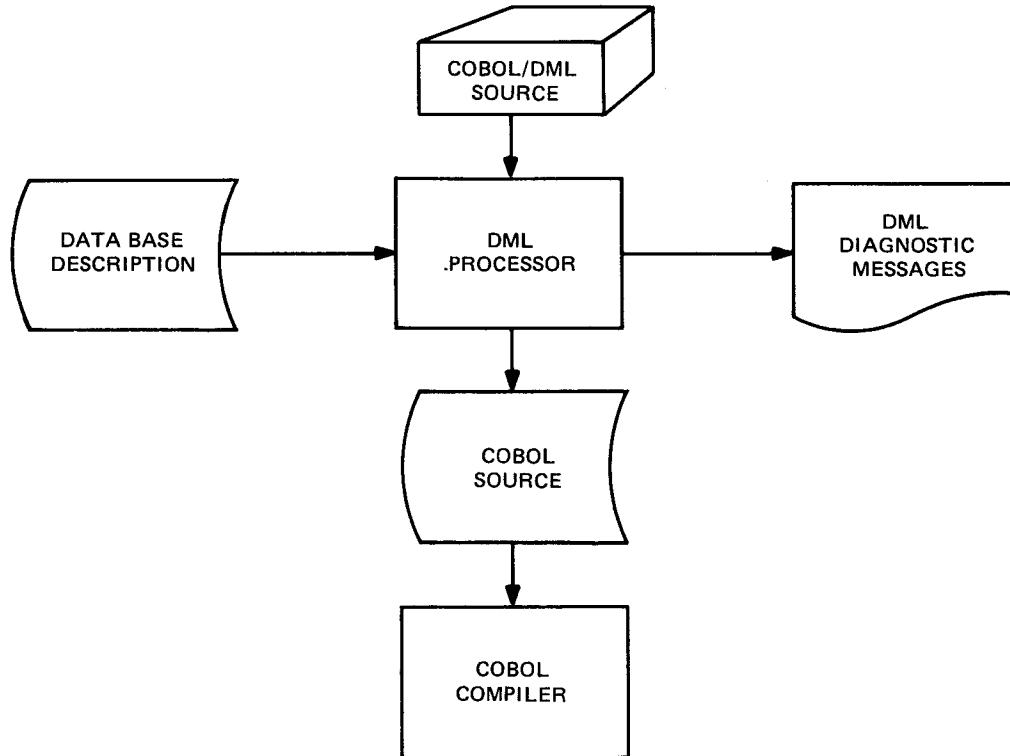 COBOL/DML
SOURCE
DATA BASE
DESCRIPTION
DML
.PROCESSOR
DML
DIAGNOSTIC
MESSAGES
COBOL
SOURCE
COBOL
COMPILER